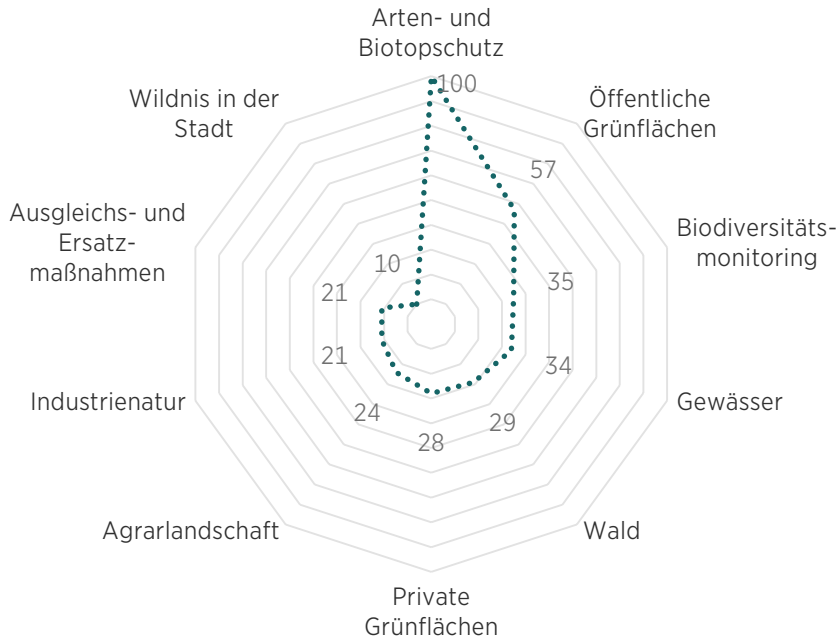 Arten- und
Biotopschutz
100
Öffentliche
Grünflächen
57
Biodiversitäts-
monitoring
35
34
Gewässer
29
Wald
28
Private
Grünflächen
24
Agrarlandschaft
21
Industrienatur
21
Ausgleichs- und
Ersatz-
maßnahmen
10
Wildnis in der
Stadt